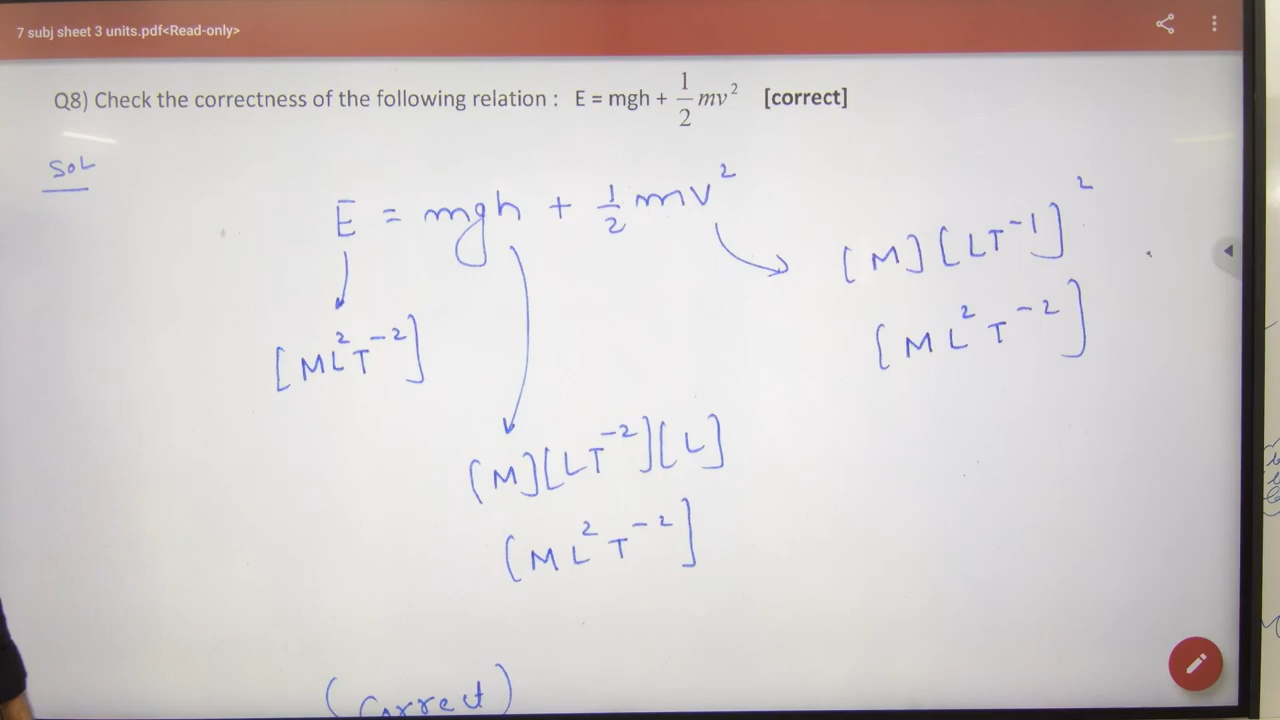 7 subj sheet 3 units.pdf<Read-only>
Q8) Check the correctness of the following relation : E = mgh + 1/2 mv² [correct]
SOL
E = mgh + 1/2 mv²
[M][LT⁻¹]²
[ML²T⁻²]
[ML²T⁻²]
[M][LT⁻²][L]
[ML²T⁻²]
(Correct)